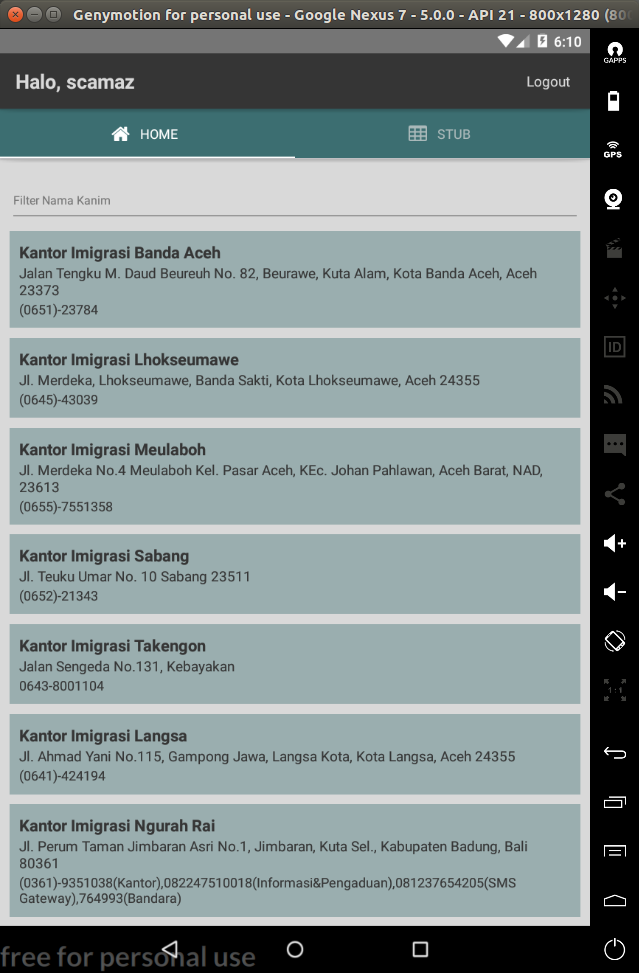 Genymotion for personal use - Google Nexus 7 - 5.0.0 - API 21 - 800x1280 (80
6:10
GAPPS
Halo, scamaz
Logout
HOME
STUB
GPS
Filter Nama Kanim
Kantor Imigrasi Banda Aceh
Jalan Tengku M. Daud Beureuh No. 82, Beurawe, Kuta Alam, Kota Banda Aceh, Aceh
23373
(0651)-23784
Kantor Imigrasi Lhokseumawe
Jl. Merdeka, Lhokseumawe, Banda Sakti, Kota Lhokseumawe, Aceh 24355
(0645)-43039
ID
Kantor Imigrasi Meulaboh
Jl. Merdeka No.4 Meulaboh Kel. Pasar Aceh, KEc. Johan Pahlawan, Aceh Barat, NAD,
23613
(0655)-7551358
Kantor Imigrasi Sabang
Jl. Teuku Umar No. 10 Sabang 23511
(0652)-21343
Kantor Imigrasi Takengon
Jalan Sengeda No.131, Kebayakan
0643-8001104
1:1
Kantor Imigrasi Langsa
Jl. Ahmad Yani No.115, Gampong Jawa, Langsa Kota, Kota Langsa, Aceh 24355
(0641)-424194
Kantor Imigrasi Ngurah Rai
Jl. Perum Taman Jimbaran Asri No.1, Jimbaran, Kuta Sel., Kabupaten Badung, Bali
80361
(0361)-9351038(Kantor),082247510018(Informasi&Pengaduan),081237654205(SMS
Gateway),764993(Bandara)
free for personal use